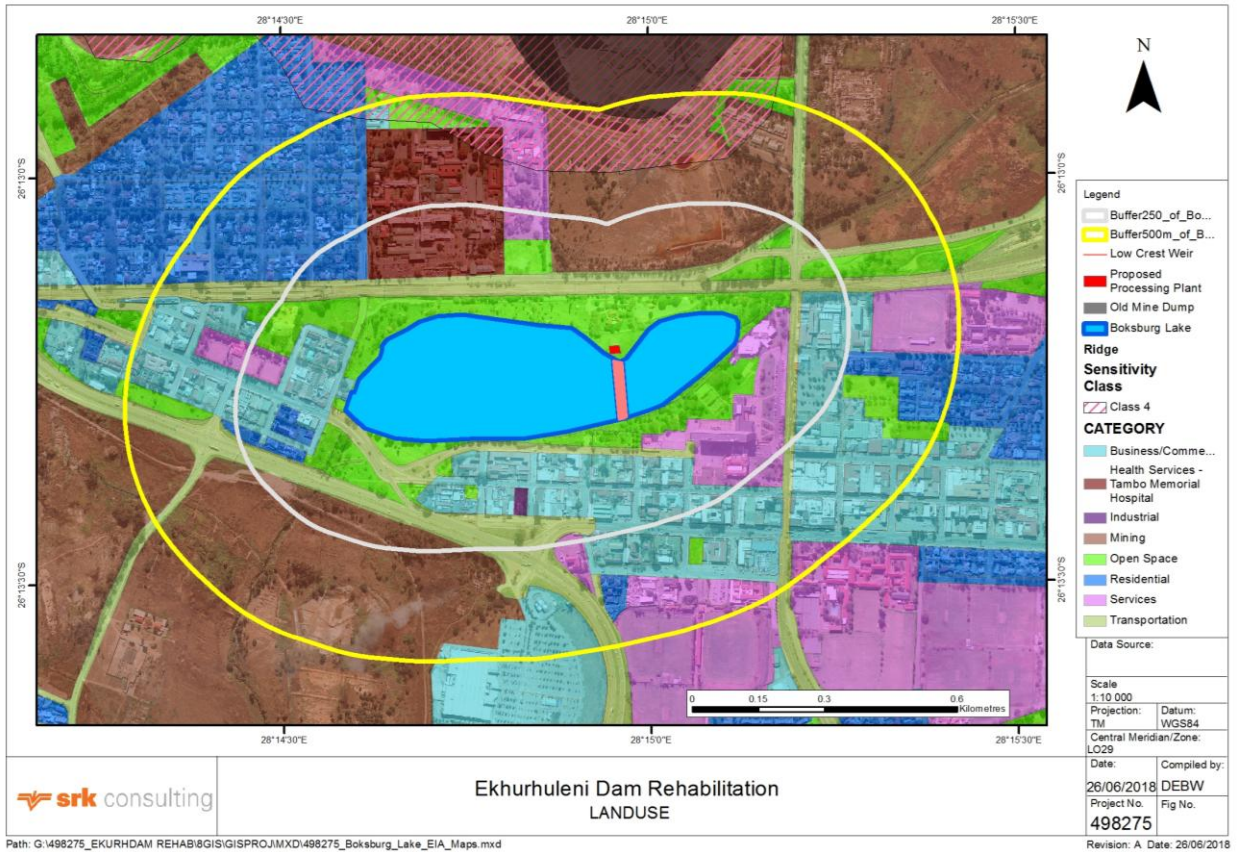 28°14'30"E
28°15'0"E
28°15'30"E
26°13'0"S
26°13'0"S
26°13'30"S
26°13'30"S
28°14'30"E
28°15'0"E
28°15'30"E
0 0.15 0.3 0.6
Kilometres
N
Legend
Buffer250_of_Bo...
Buffer500m_of_B...
Low Crest Weir
Proposed
Processing Plant
Old Mine Dump
Boksburg Lake
Ridge
Sensitivity
Class
Class 4
CATEGORY
Business/Comme...
Health Services -
Tambo Memorial
Hospital
Industrial
Mining
Open Space
Residential
Services
Transportation
Data Source:
Scale
1:10 000
Projection: Datum:
TM WGS84
Central Meridian/Zone:
LO29
Date: Compiled by:
26/06/2018 DEBW
Project No. Fig No.
498275
srk consulting
Ekhurhuleni Dam Rehabilitation
LANDUSE
Path: G:\498275_EKURHDAM REHAB\8GIS\GISPROJ\MXD\498275_Boksburg_Lake_EIA_Maps.mxd
Revision: A Date: 26/06/2018